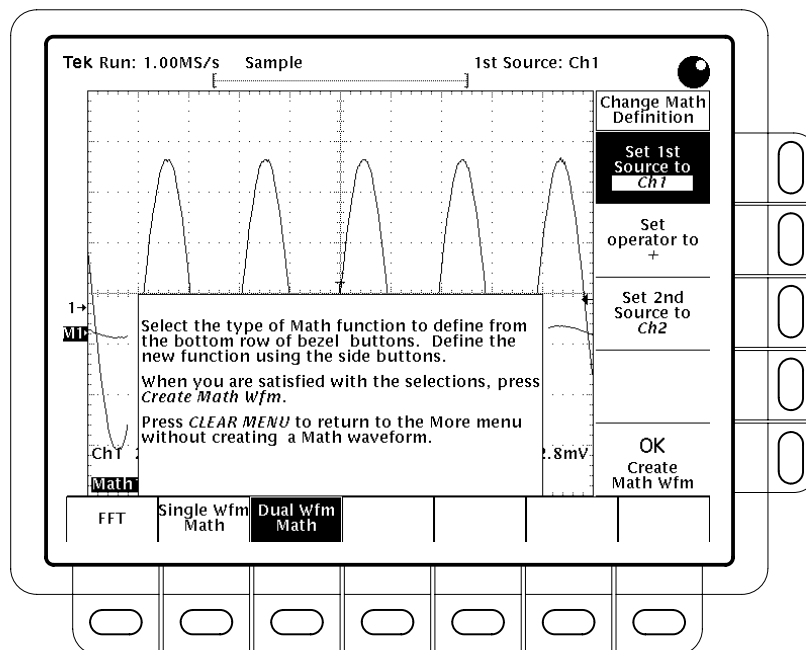 Tek Run: 1.00MS/s Sample 1st Source: Ch1
Change Math
Definition
Set 1st
Source to
Ch1
Set
operator to
+
Set 2nd
Source to
Ch2
1→
M1
Select the type of Math function to define from
the bottom row of bezel buttons. Define the
new function using the side buttons.
When you are satisfied with the selections, press
Create Math Wfm.
Press CLEAR MENU to return to the More menu
without creating a Math waveform.
Ch1
.8mV
Math
OK
Create
Math Wfm
FFT
Single Wfm
Math
Dual Wfm
Math